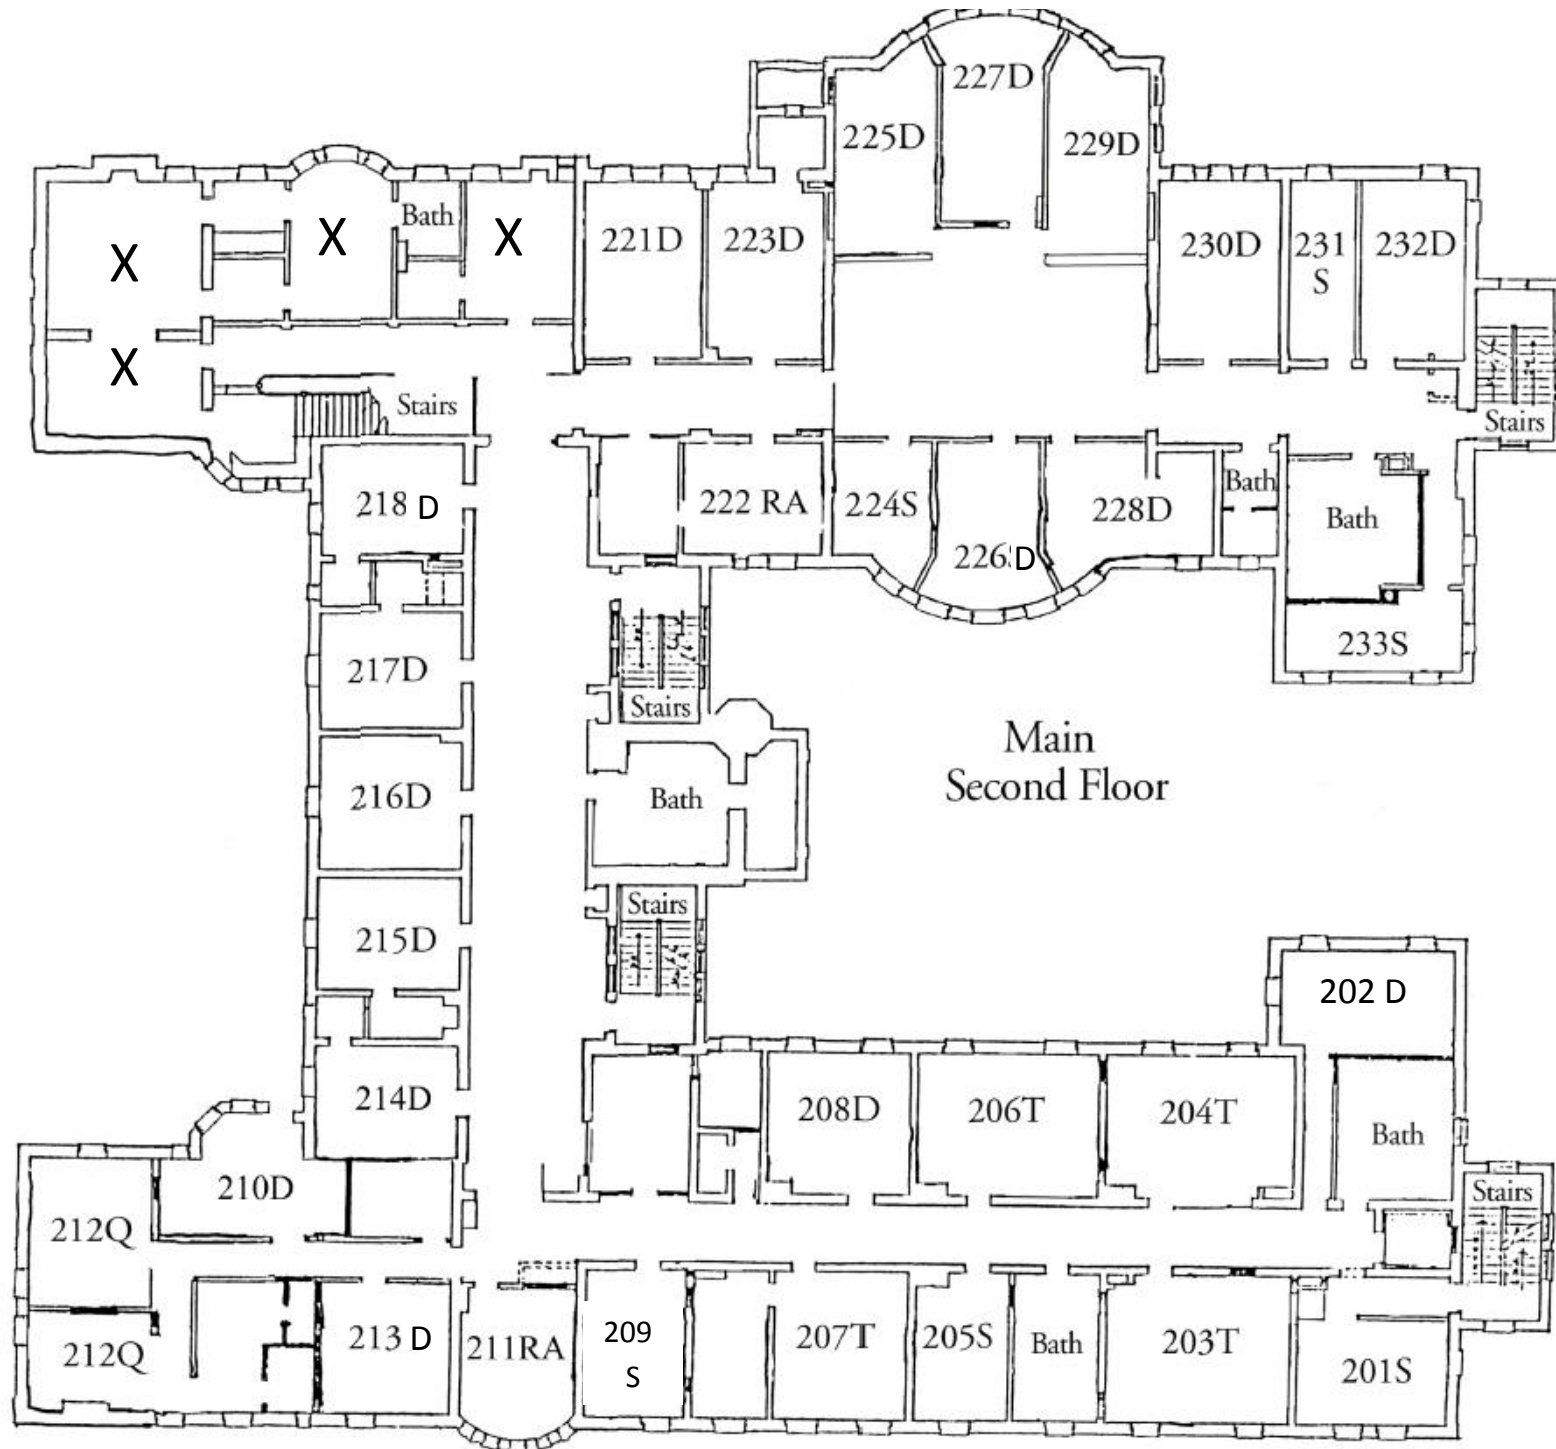 227D
225D
229D
X
X
Bath
X
221D
223D
230D
231
S
232D
X
Stairs
Stairs
218 D
222 RA
224S
226 D
228D
Bath
Bath
233S
217D
Stairs
Main
Second Floor
216D
Bath
215D
Stairs
202 D
214D
208D
206T
204T
Bath
210D
212Q
Stairs
212Q
213 D
211RA
209
S
207T
205S
Bath
203T
201S